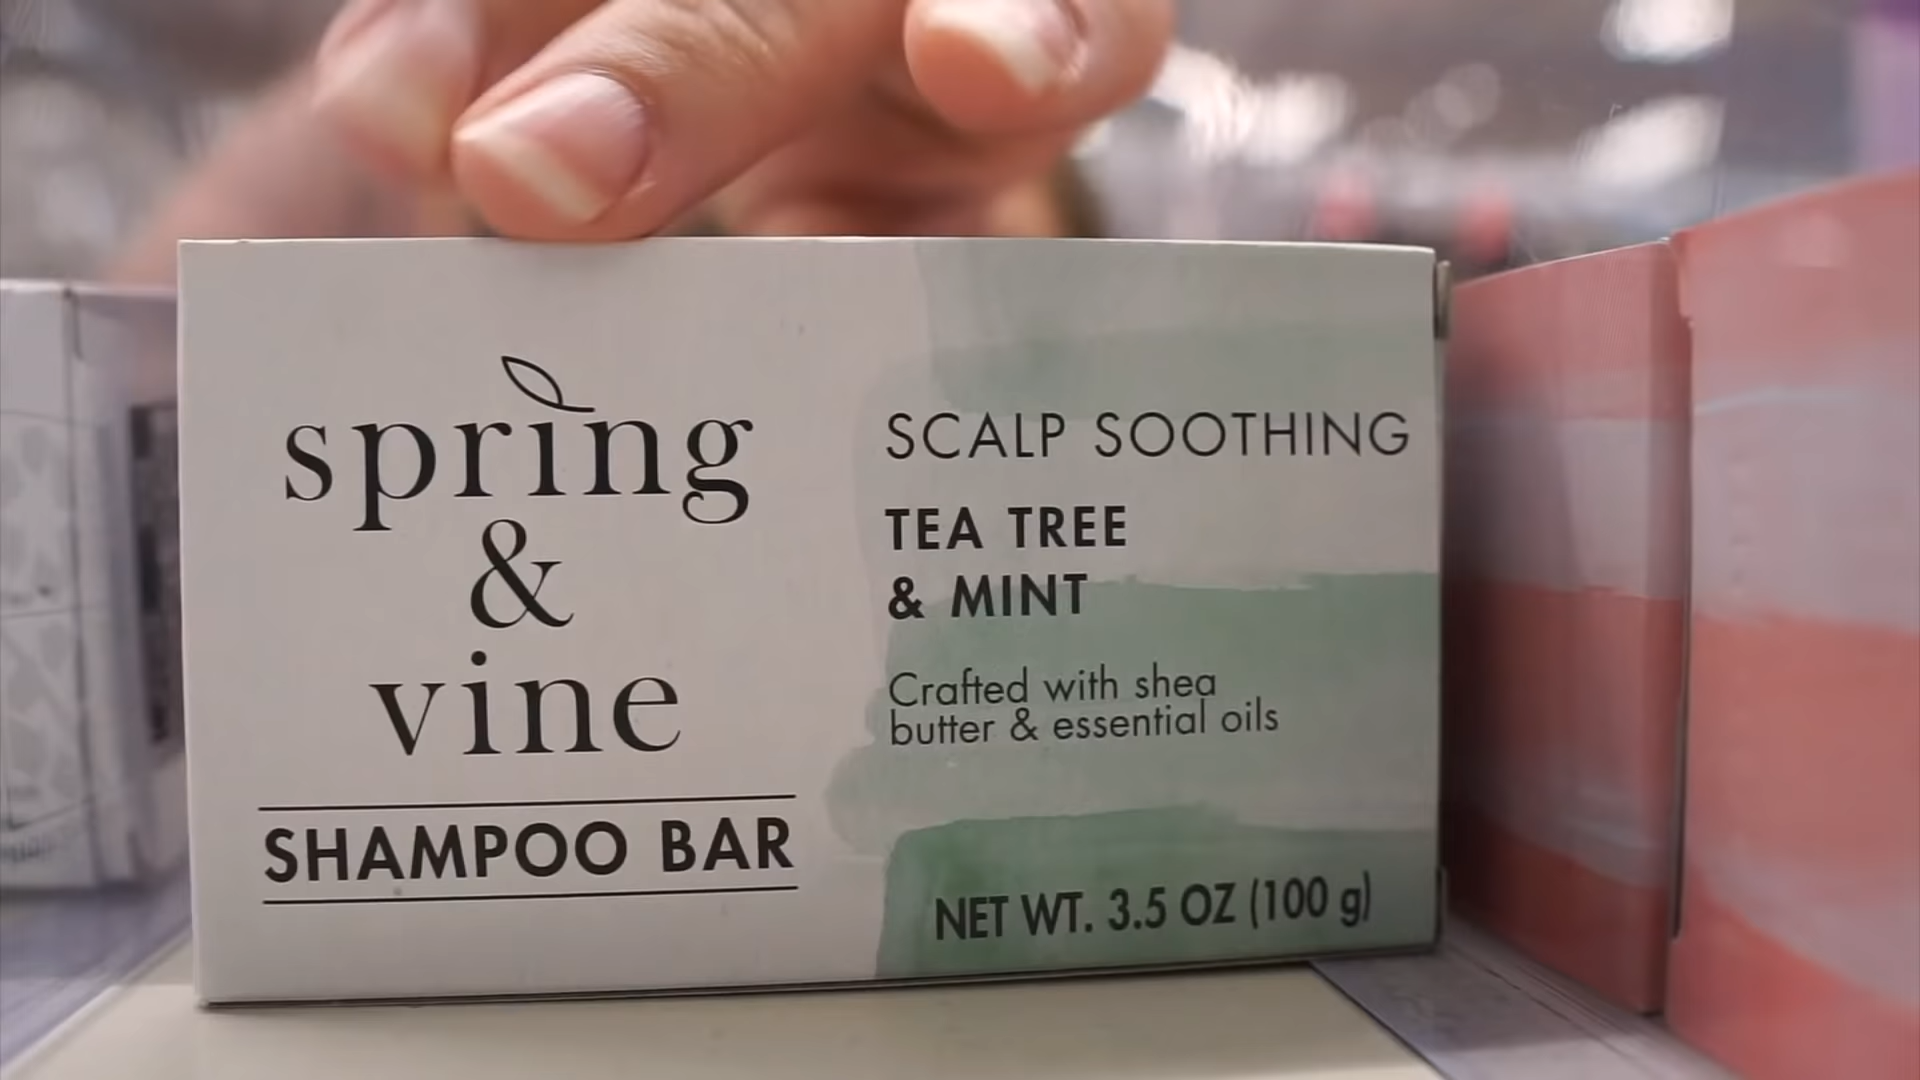 spring
&
vine
SHAMPOO BAR
SCALP SOOTHING
TEA TREE
& MINT
Crafted with shea
butter & essential oils
NET WT. 3.5 OZ (100 g)